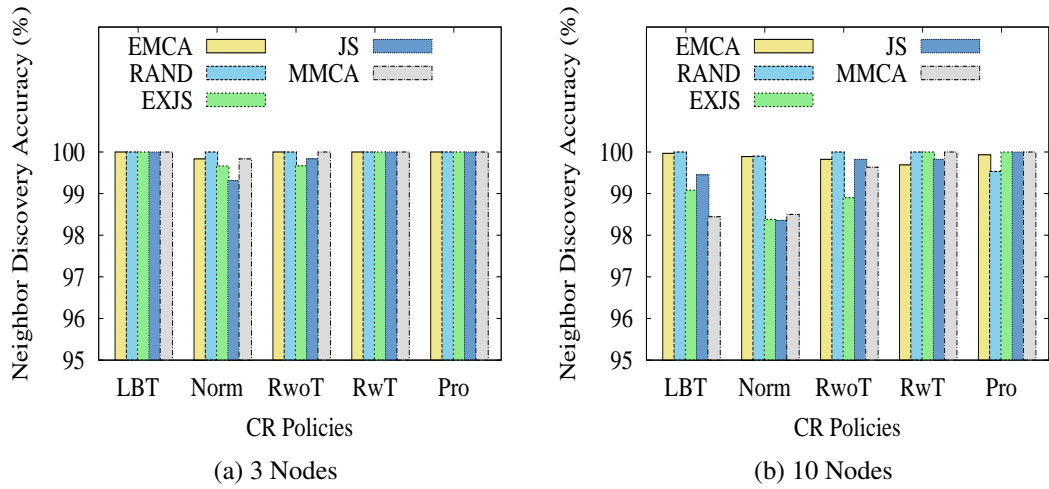 Neighbor Discovery Accuracy (%)
EMCA
RAND
EXJS
JS
MMCA
100
99
98
97
96
95
LBT Norm RwoT RwT Pro
CR Policies
(a) 3 Nodes
Neighbor Discovery Accuracy (%)
EMCA
RAND
EXJS
JS
MMCA
100
99
98
97
96
95
LBT Norm RwoT RwT Pro
CR Policies
(b) 10 Nodes